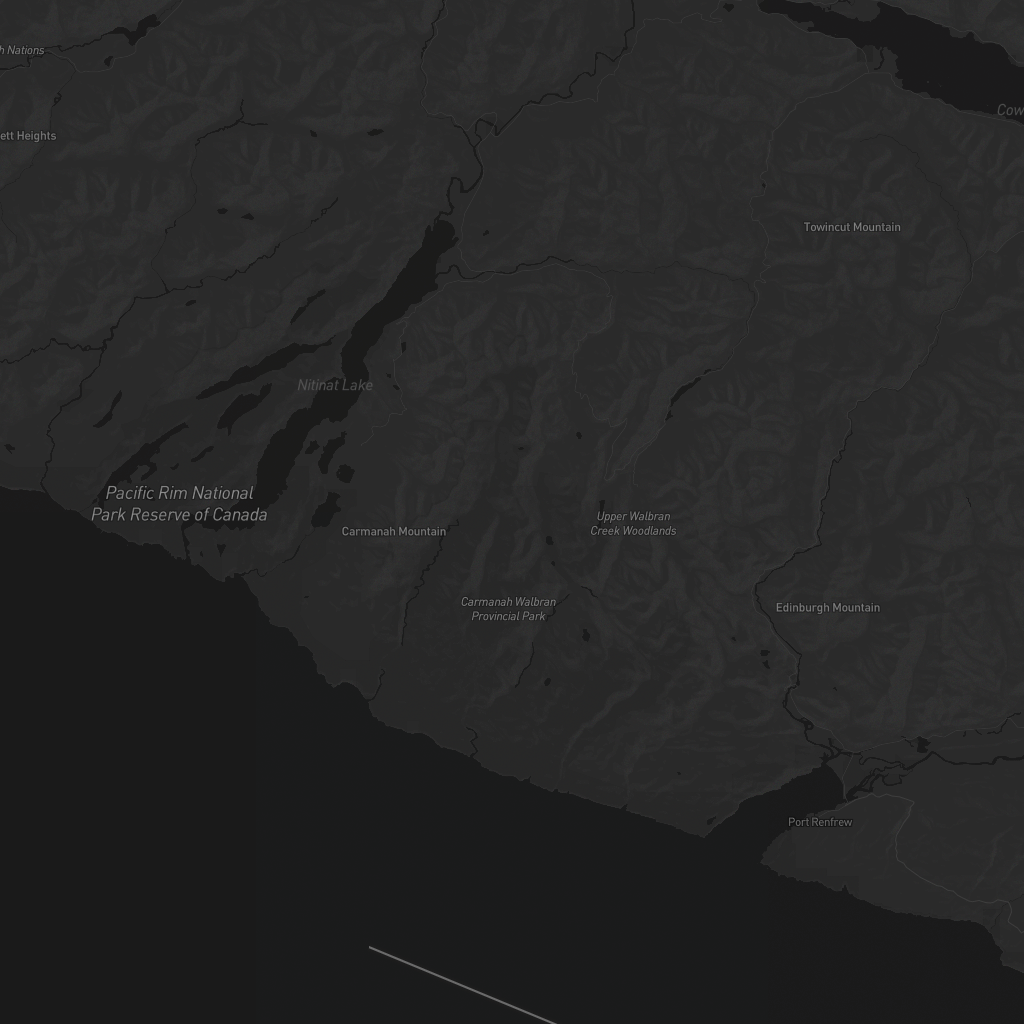 h Nations
Cow
ett Heights
Towincut Mountain
Nitinat Lake
Pacific Rim National
Park Reserve of Canada
Upper Walbran
Creek Woodlands
Carmanah Mountain
Carmanah Walbran
Provincial Park
Edinburgh Mountain
Port Renfrew